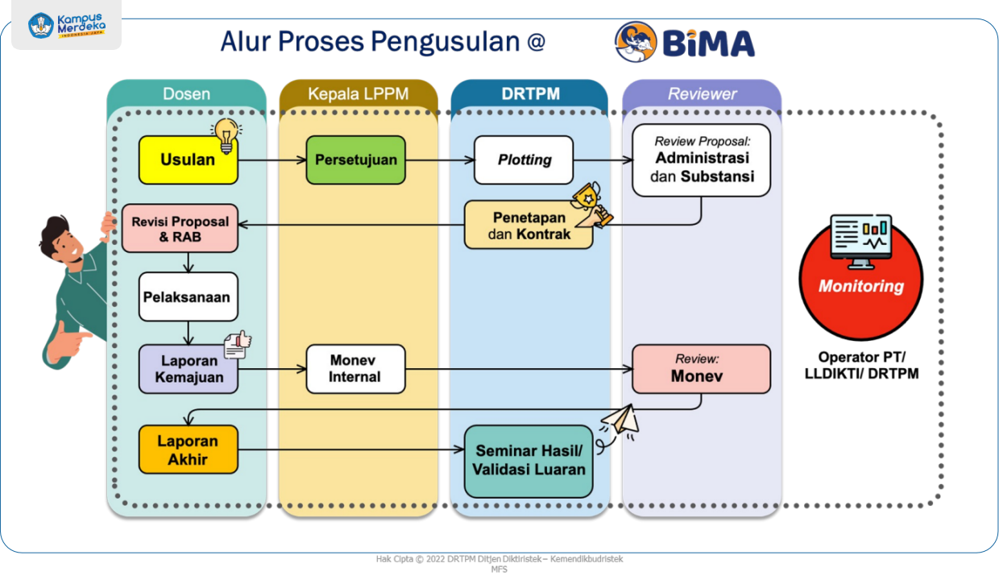 Kampus
Merdeka
INDONESIA JAYA
Alur Proses Pengusulan @
BiMA
Dosen
Kepala LPPM
DRTPM
Reviewer
Usulan
Persetujuan
Plotting
Review Proposal:
Administrasi
dan Substansi
Revisi Proposal
& RAB
Penetapan
dan Kontrak
Pelaksanaan
Monitoring
Laporan
Kemajuan
Monev
Internal
Review:
Monev
Operator PT/
LLDIKTI/ DRTPM
Laporan
Akhir
Seminar Hasil/
Validasi Luaran
Hak Cipta © 2022 DRTPM Ditjen Diktiristek – Kemendikbudristek
MFS